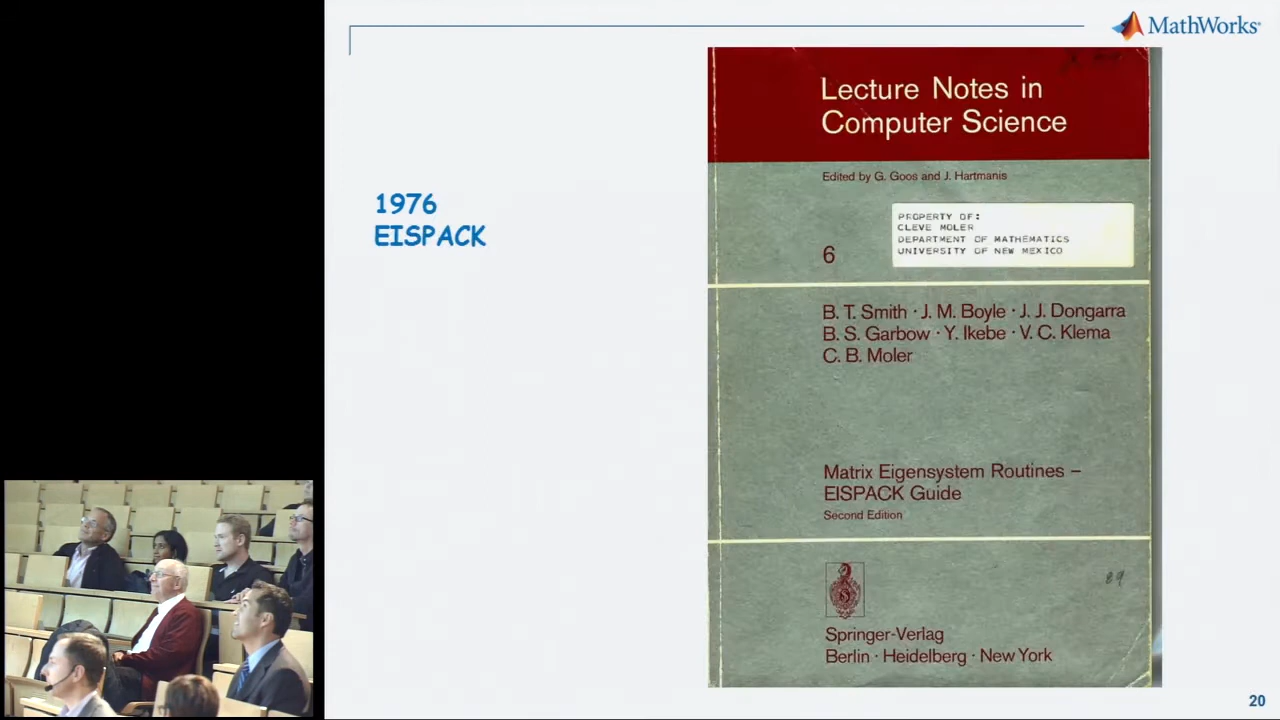 MathWorks
Lecture Notes in
Computer Science
Edited by G. Goos and J. Hartmanis
1976
EISPACK
PROPERTY OF:
CLEVE MOLER
DEPARTMENT OF MATHEMATICS
UNIVERSITY OF NEW MEXICO
6
B. T. Smith · J. M. Boyle · J. J. Dongarra
B. S. Garbow · Y. Ikebe · V. C. Klema
C. B. Moler
Matrix Eigensystem Routines –
EISPACK Guide
Second Edition
89
Springer-Verlag
Berlin · Heidelberg · New York
20